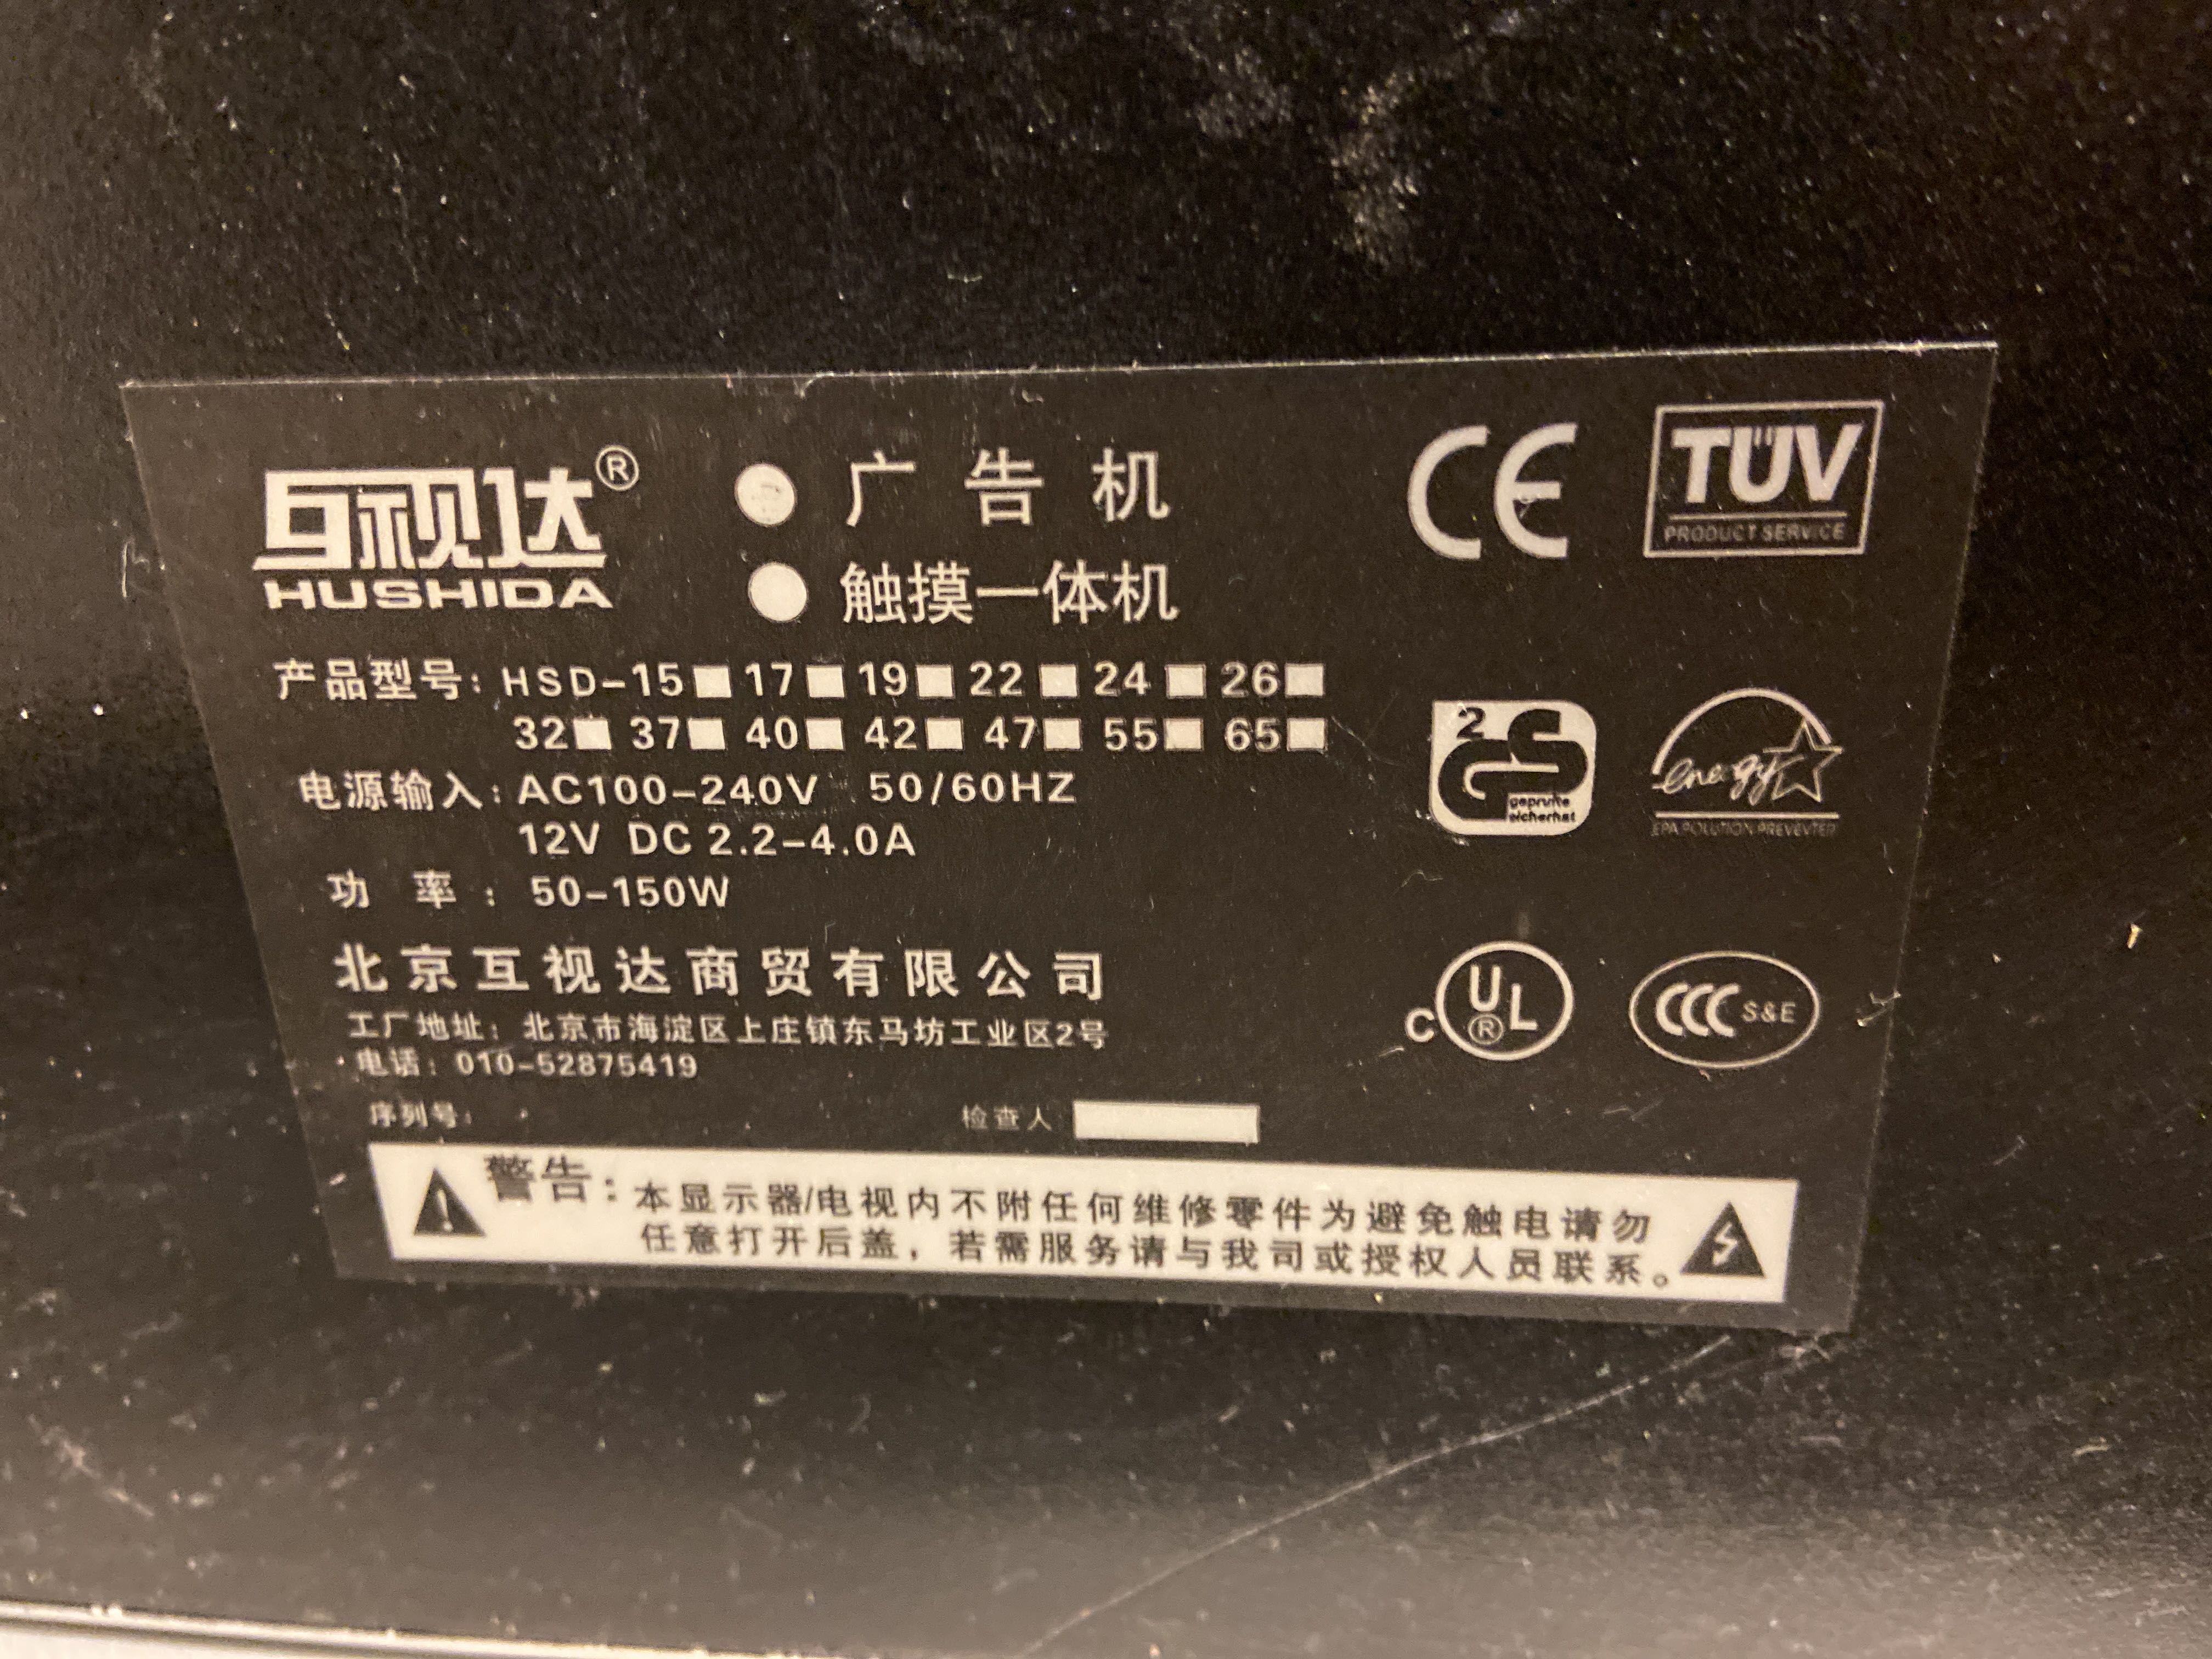 互视达®
HUSHIDA
广告机
触摸一体机
产品型号: HSD-15 17 19 22 24 26
32 37 40 42 47 55 65
电源输入: AC100-240V 50/60HZ
12V DC 2.2-4.0A
功 率: 50-150W
北京互视达商贸有限公司
工厂地址: 北京市海淀区上庄镇东马坊工业区2号
电话: 010-52875419
序列号:
检查人
警告: 本显示器/电视内不附任何维修零件为避免触电请勿
任意打开后盖，若需服务请与我司或授权人员联系。
CE
TÜV
PRODUCT SERVICE
2
GS
geprufte
eicherhet
energy
EPA POLUTION PREVEVTER
C UL ®
CCC S&E